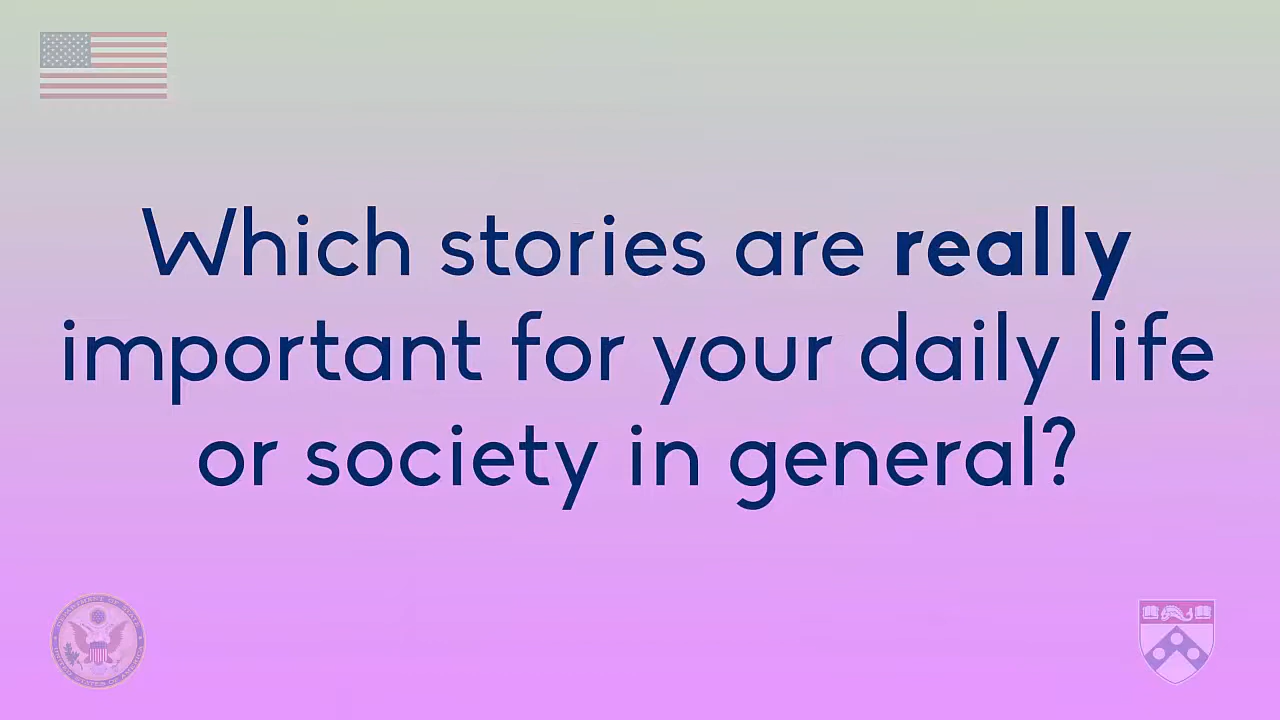 Which stories are really
important for your daily life
or society in general?